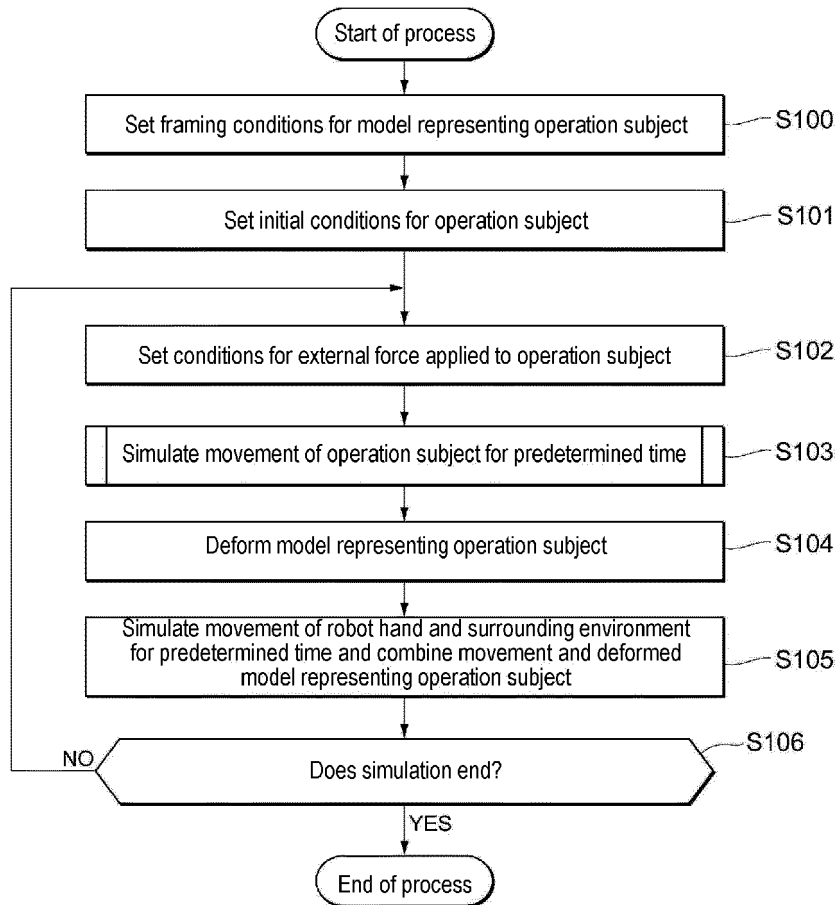 Start of process
Set framing conditions for model representing operation subject
S100
Set initial conditions for operation subject
S101
Set conditions for external force applied to operation subject
S102
Simulate movement of operation subject for predetermined time
S103
Deform model representing operation subject
S104
Simulate movement of robot hand and surrounding environment
for predetermined time and combine movement and deformed
model representing operation subject
S105
S106
NO
Does simulation end?
YES
End of process